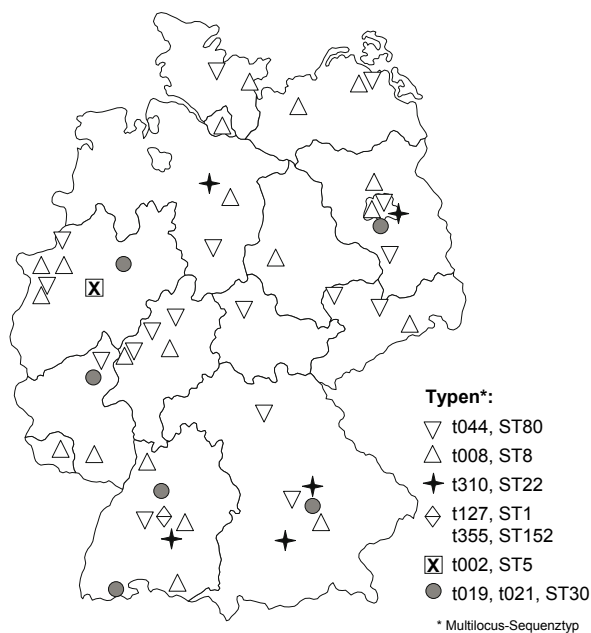 Typen*:
t044, ST80
t008, ST8
t310, ST22
t127, ST1
t355, ST152
X
t002, ST5
t019, t021, ST30
* Multilocus-Sequenztyp
X